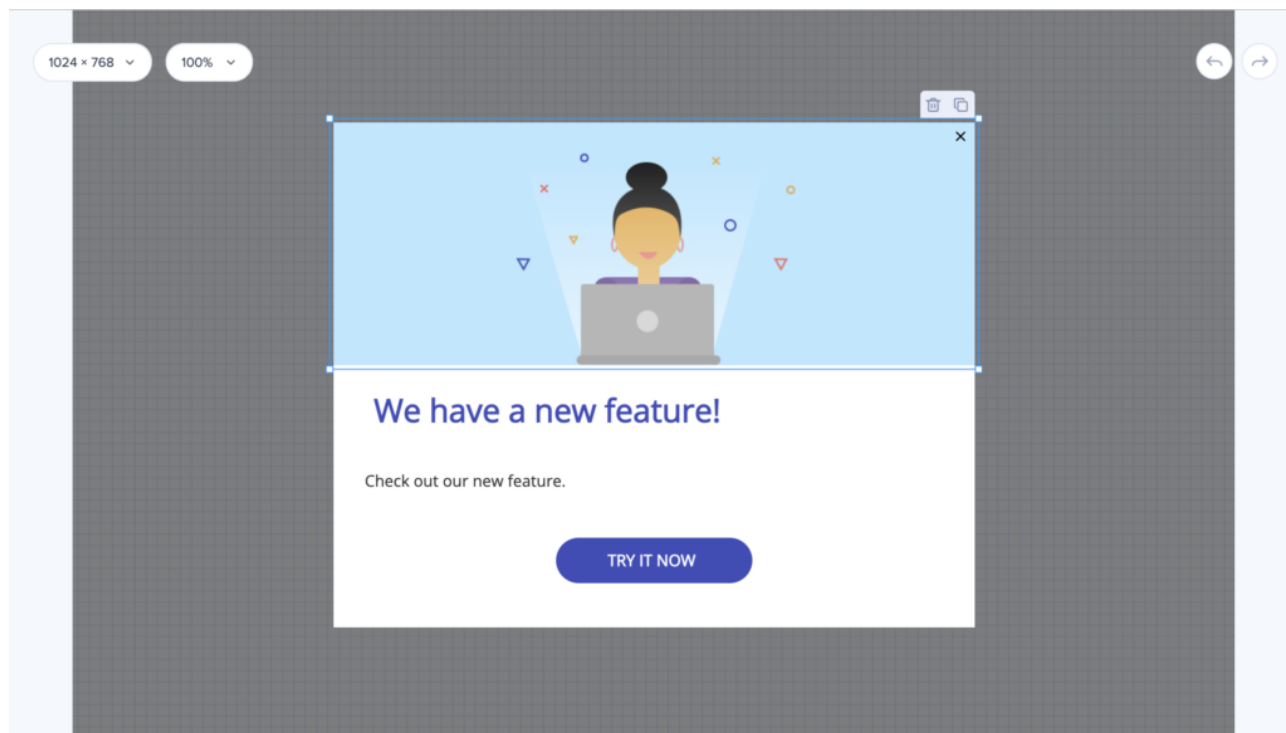 1024 × 768
100%
We have a new feature!
Check out our new feature.
TRY IT NOW